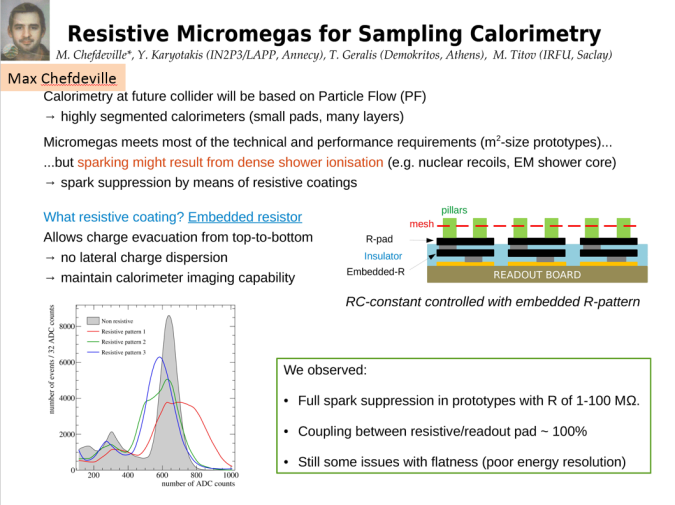 Resistive Micromegas for Sampling Calorimetry
M. Chefdeville*, Y. Karyotakis (IN2P3/LAPP, Annecy), T. Geralis (Demokritos, Athens), M. Titov (IRFU, Saclay)
Max Chefdeville
Calorimetry at future collider will be based on Particle Flow (PF)
→ highly segmented calorimeters (small pads, many layers)
Micromegas meets most of the technical and performance requirements (m²-size prototypes)...
...but sparking might result from dense shower ionisation (e.g. nuclear recoils, EM shower core)
→ spark suppression by means of resistive coatings
What resistive coating? Embedded resistor
Allows charge evacuation from top-to-bottom
→ no lateral charge dispersion
→ maintain calorimeter imaging capability
pillars
mesh
R-pad
Insulator
Embedded-R
READOUT BOARD
RC-constant controlled with embedded R-pattern
number of events / 32 ADC counts
8000
6000
4000
2000
0
Non resistive
Resistive pattern 1
Resistive pattern 2
Resistive pattern 3
200 400 600 800 1000
number of ADC counts
We observed:
• Full spark suppression in prototypes with R of 1-100 MΩ.
• Coupling between resistive/readout pad ~ 100%
• Still some issues with flatness (poor energy resolution)